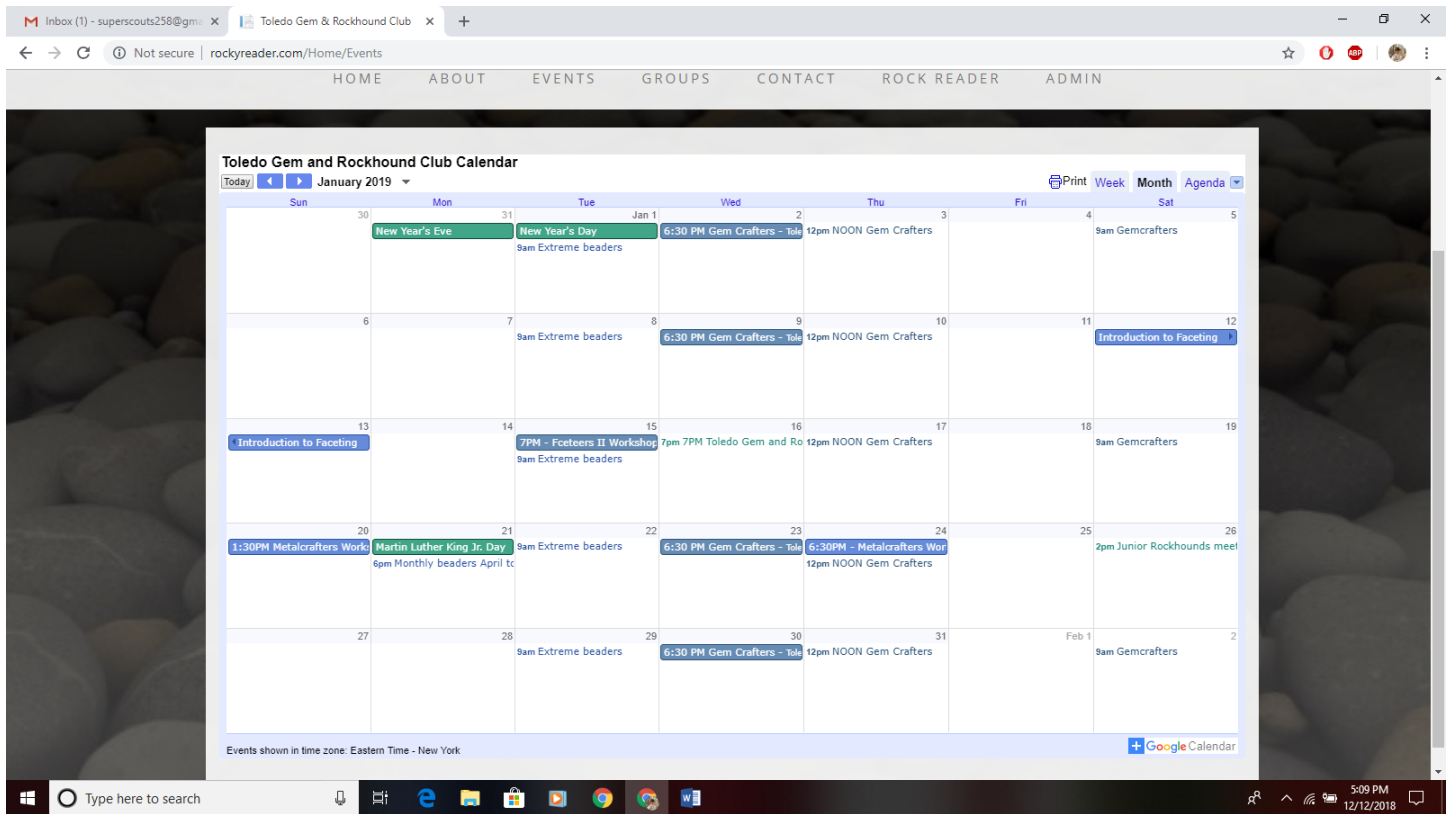 Inbox (1) - superscouts258@gma
Toledo Gem & Rockhound Club
Not secure | rockyreader.com/Home/Events
HOME ABOUT EVENTS GROUPS CONTACT ROCK READER ADMIN
Toledo Gem and Rockhound Club Calendar
Today January 2019 Print Week Month Agenda
Sun Mon Tue Wed Thu Fri Sat
30 31 Jan 1 2 3 4 5
New Year's Eve New Year's Day 6:30 PM Gem Crafters - Tole 12pm NOON Gem Crafters 9am Gemcrafters
9am Extreme beaders
6 7 8 9 10 11 12
9am Extreme beaders 6:30 PM Gem Crafters - Tole 12pm NOON Gem Crafters Introduction to Faceting
13 14 15 16 17 18 19
Introduction to Faceting 7PM - Fceteers II Workshop 7pm 7PM Toledo Gem and Ro 12pm NOON Gem Crafters 9am Gemcrafters
9am Extreme beaders
20 21 22 23 24 25 26
1:30PM Metalcrafters Works Martin Luther King Jr. Day 9am Extreme beaders 6:30 PM Gem Crafters - Tole 6:30PM - Metalcrafters Wor 2pm Junior Rockhounds meet
6pm Monthly beaders April to 12pm NOON Gem Crafters
27 28 29 30 31 Feb 1 2
9am Extreme beaders 6:30 PM Gem Crafters - Tole 12pm NOON Gem Crafters 9am Gemcrafters
Events shown in time zone: Eastern Time - New York
Google Calendar
Type here to search
5:09 PM
12/12/2018
ABP